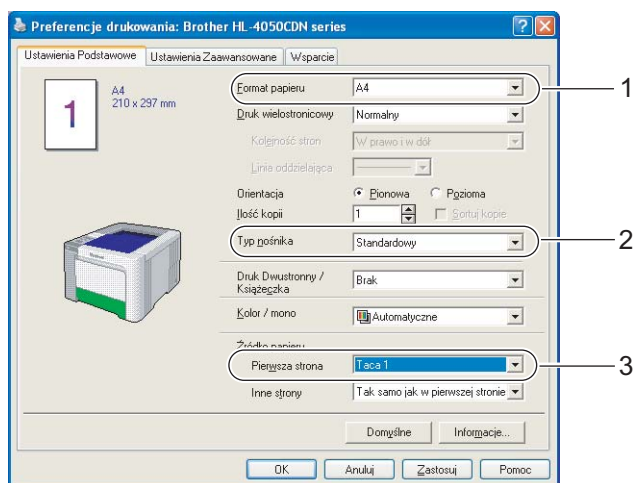 Preferencje drukowania: Brother HL-4050CDN series
Ustawienia Podstawowe Ustawienia Zaawansowane Wsparcie
1
A4
210 x 297 mm
Format papieru A4 1
Druk wielostronicowy Normalny
Kolejność stron W prawo i w dół
Linia oddzielająca
Orientacja Pionowa Pozioma
Ilość kopii 1 Sortuj kopie
Typ nośnika Standardowy 2
Druk Dwustronny / Książeczka Brak
Kolor / mono Automatyczne
Źródło papieru
Pierwsza strona Taca 1 3
Inne strony Tak samo jak w pierwszej stronie
Domyślne Informacje...
OK Anuluj Zastosuj Pomoc